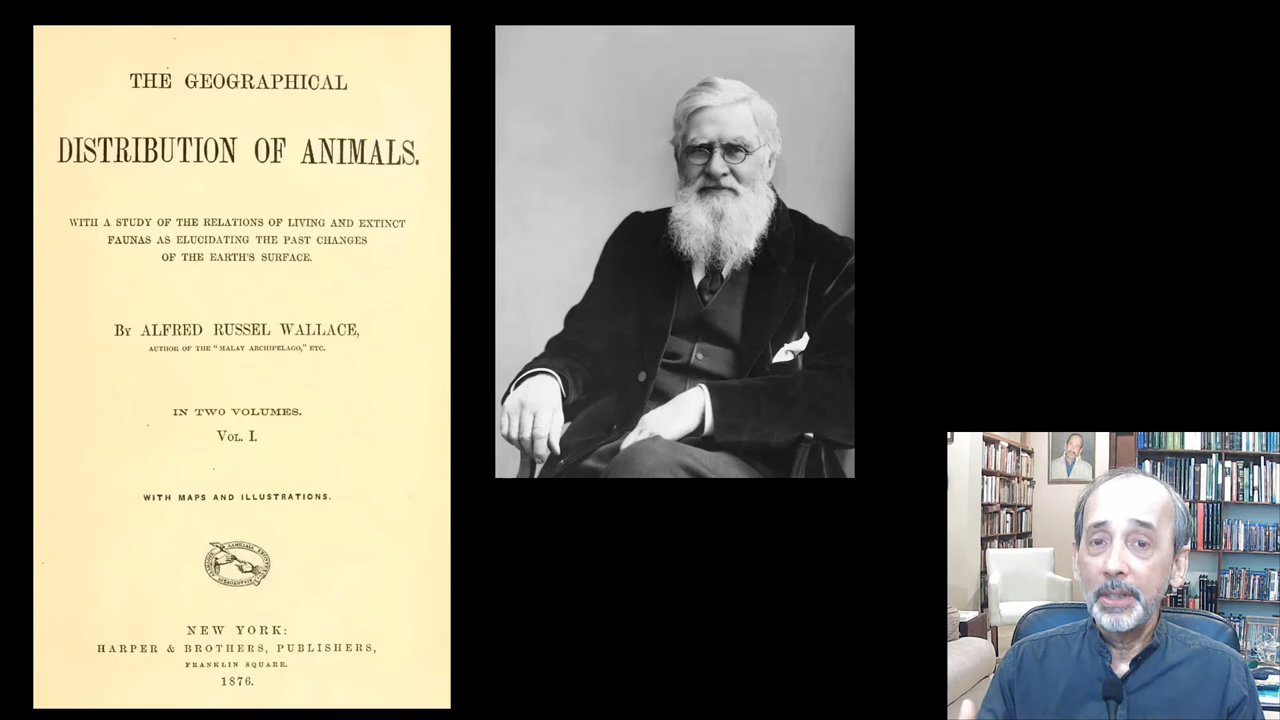 THE GEOGRAPHICAL
DISTRIBUTION OF ANIMALS.
WITH A STUDY OF THE RELATIONS OF LIVING AND EXTINCT
FAUNAS AS ELUCIDATING THE PAST CHANGES
OF THE EARTH'S SURFACE.
BY ALFRED RUSSEL WALLACE,
AUTHOR OF THE "MALAY ARCHIPELAGO," ETC.
IN TWO VOLUMES.
VOL. I.
WITH MAPS AND ILLUSTRATIONS.
NEW YORK:
HARPER & BROTHERS, PUBLISHERS,
FRANKLIN SQUARE.
1876.